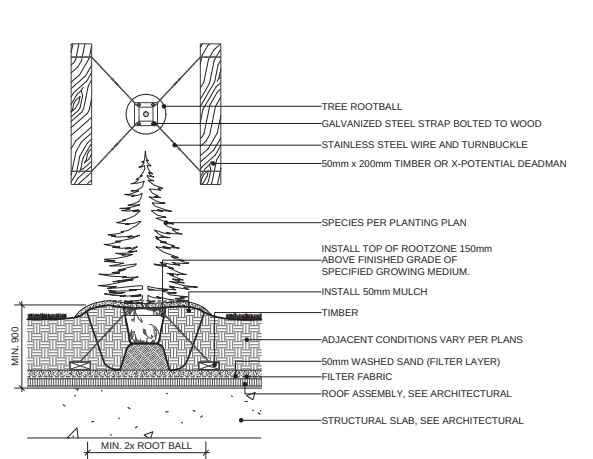 TREE ROOTBALL
GALVANIZED STEEL STRAP BOLTED TO WOOD
STAINLESS STEEL WIRE AND TURNBUCKLE
50mm x 200mm TIMBER OR X-POTENTIAL DEADMAN
SPECIES PER PLANTING PLAN
INSTALL TOP OF ROOTZONE 150mm
ABOVE FINISHED GRADE OF
SPECIFIED GROWING MEDIUM.
INSTALL 50mm MULCH
TIMBER
ADJACENT CONDITIONS VARY PER PLANS
50mm WASHED SAND (FILTER LAYER)
FILTER FABRIC
ROOF ASSEMBLY, SEE ARCHITECTURAL
STRUCTURAL SLAB, SEE ARCHITECTURAL
MIN. 900
MIN. 2x ROOT BALL